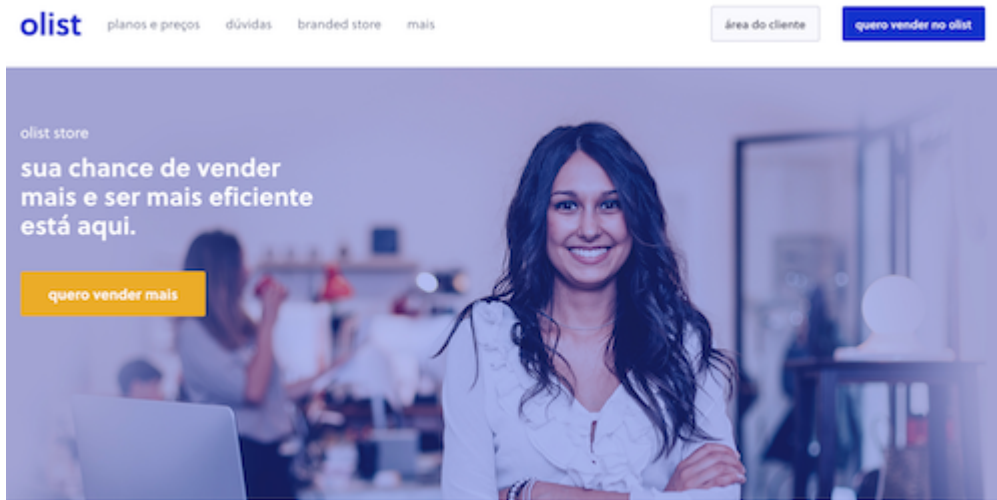 olist
planos e preços
dúvidas
branded store
mais
área do cliente
quero vender no olist
olist store
sua chance de vender
mais e ser mais eficiente
está aqui.
quero vender mais